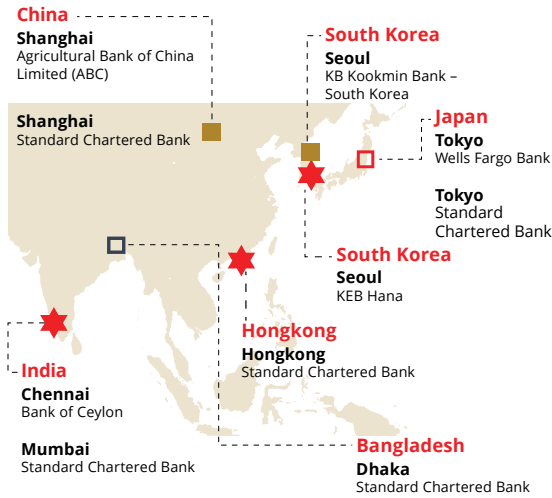 China
Shanghai
Agricultural Bank of China
Limited (ABC)
Shanghai
Standard Chartered Bank
South Korea
Seoul
KB Kookmin Bank –
South Korea
Japan
Tokyo
Wells Fargo Bank
Tokyo
Standard
Chartered Bank
South Korea
Seoul
KEB Hana
Hongkong
Hongkong
Standard Chartered Bank
India
Chennai
Bank of Ceylon
Mumbai
Standard Chartered Bank
Bangladesh
Dhaka
Standard Chartered Bank